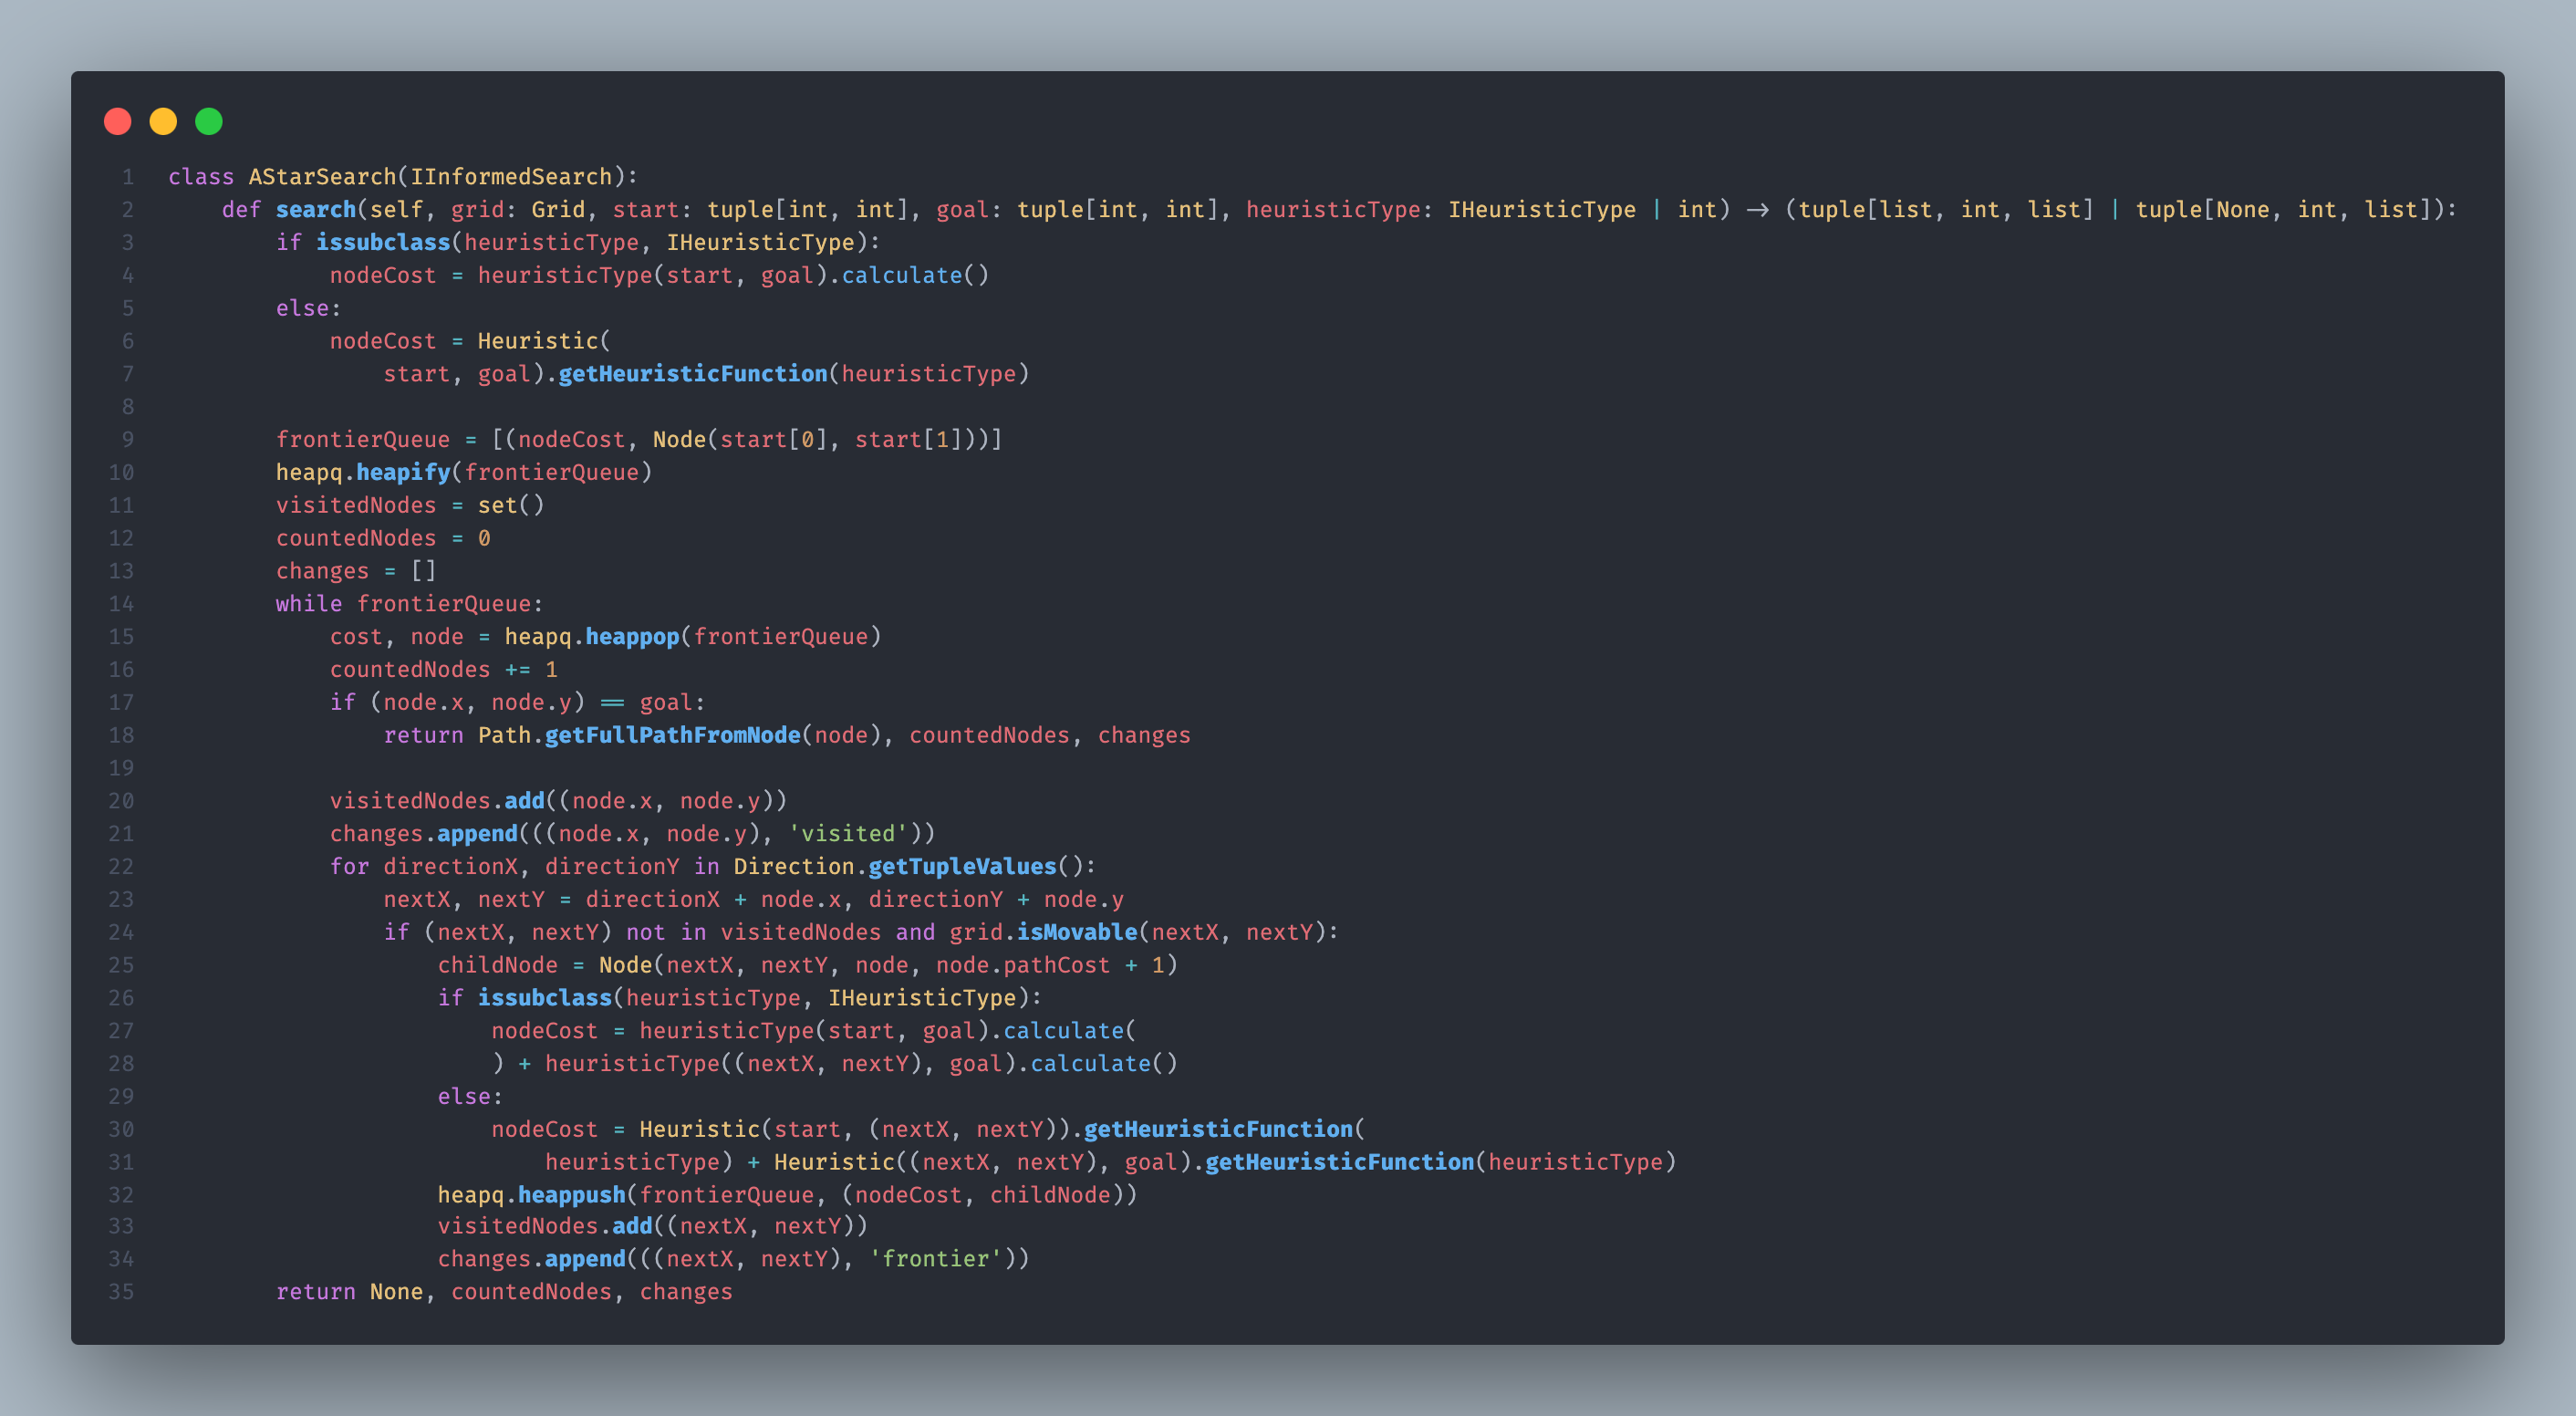 1 class AStarSearch(IInformedSearch):
2     def search(self, grid: Grid, start: tuple[int, int], goal: tuple[int, int], heuristicType: IHeuristicType | int) -> (tuple[list, int, list] | tuple[None, int, list]):
3         if issubclass(heuristicType, IHeuristicType):
4             nodeCost = heuristicType(start, goal).calculate()
5         else:
6             nodeCost = Heuristic(
7                 start, goal).getHeuristicFunction(heuristicType)
8
9         frontierQueue = [(nodeCost, Node(start[0], start[1]))]
10         heapq.heapify(frontierQueue)
11         visitedNodes = set()
12         countedNodes = 0
13         changes = []
14         while frontierQueue:
15             cost, node = heapq.heappop(frontierQueue)
16             countedNodes += 1
17             if (node.x, node.y) == goal:
18                 return Path.getFullPathFromNode(node), countedNodes, changes
19
20             visitedNodes.add((node.x, node.y))
21             changes.append(((node.x, node.y), 'visited'))
22             for directionX, directionY in Direction.getTupleValues():
23                 nextX, nextY = directionX + node.x, directionY + node.y
24                 if (nextX, nextY) not in visitedNodes and grid.isMovable(nextX, nextY):
25                     childNode = Node(nextX, nextY, node, node.pathCost + 1)
26                     if issubclass(heuristicType, IHeuristicType):
27                         nodeCost = heuristicType(start, goal).calculate(
28                         ) + heuristicType((nextX, nextY), goal).calculate()
29                     else:
30                         nodeCost = Heuristic(start, (nextX, nextY)).getHeuristicFunction(
31                             heuristicType) + Heuristic((nextX, nextY), goal).getHeuristicFunction(heuristicType)
32                     heapq.heappush(frontierQueue, (nodeCost, childNode))
33                     visitedNodes.add((nextX, nextY))
34                     changes.append(((nextX, nextY), 'frontier'))
35         return None, countedNodes, changes